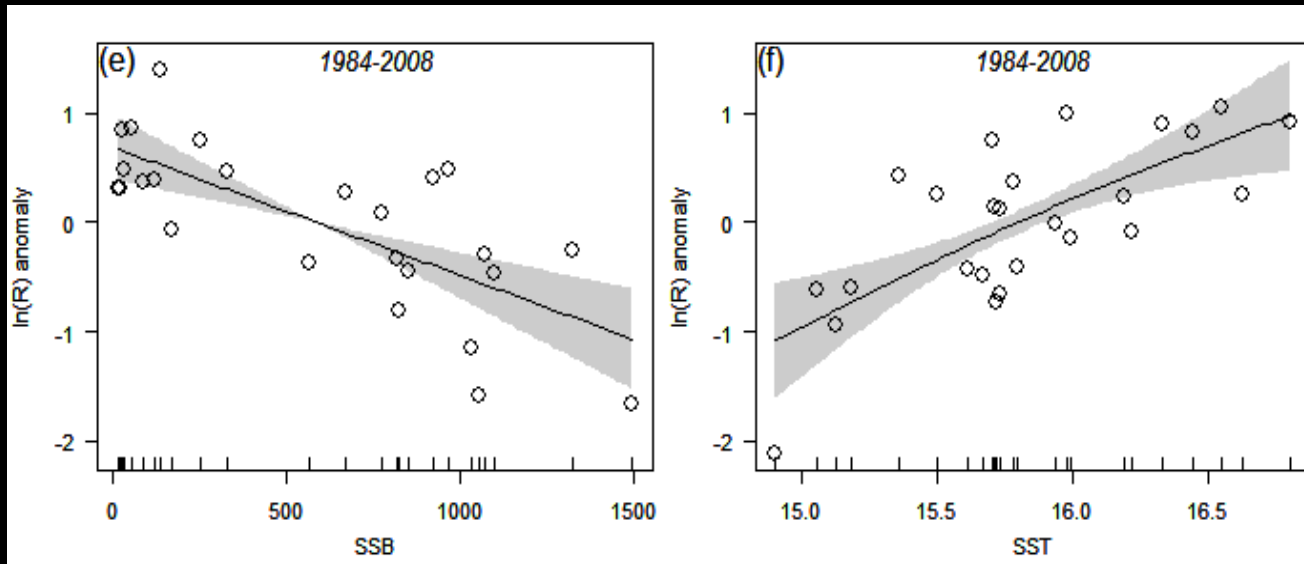 (e) 1984-2008
1
0
-1
-2
ln(R) anomaly
0 500 1000 1500
SSB
(f) 1984-2008
1
0
-1
-2
ln(R) anomaly
15.0 15.5 16.0 16.5
SST